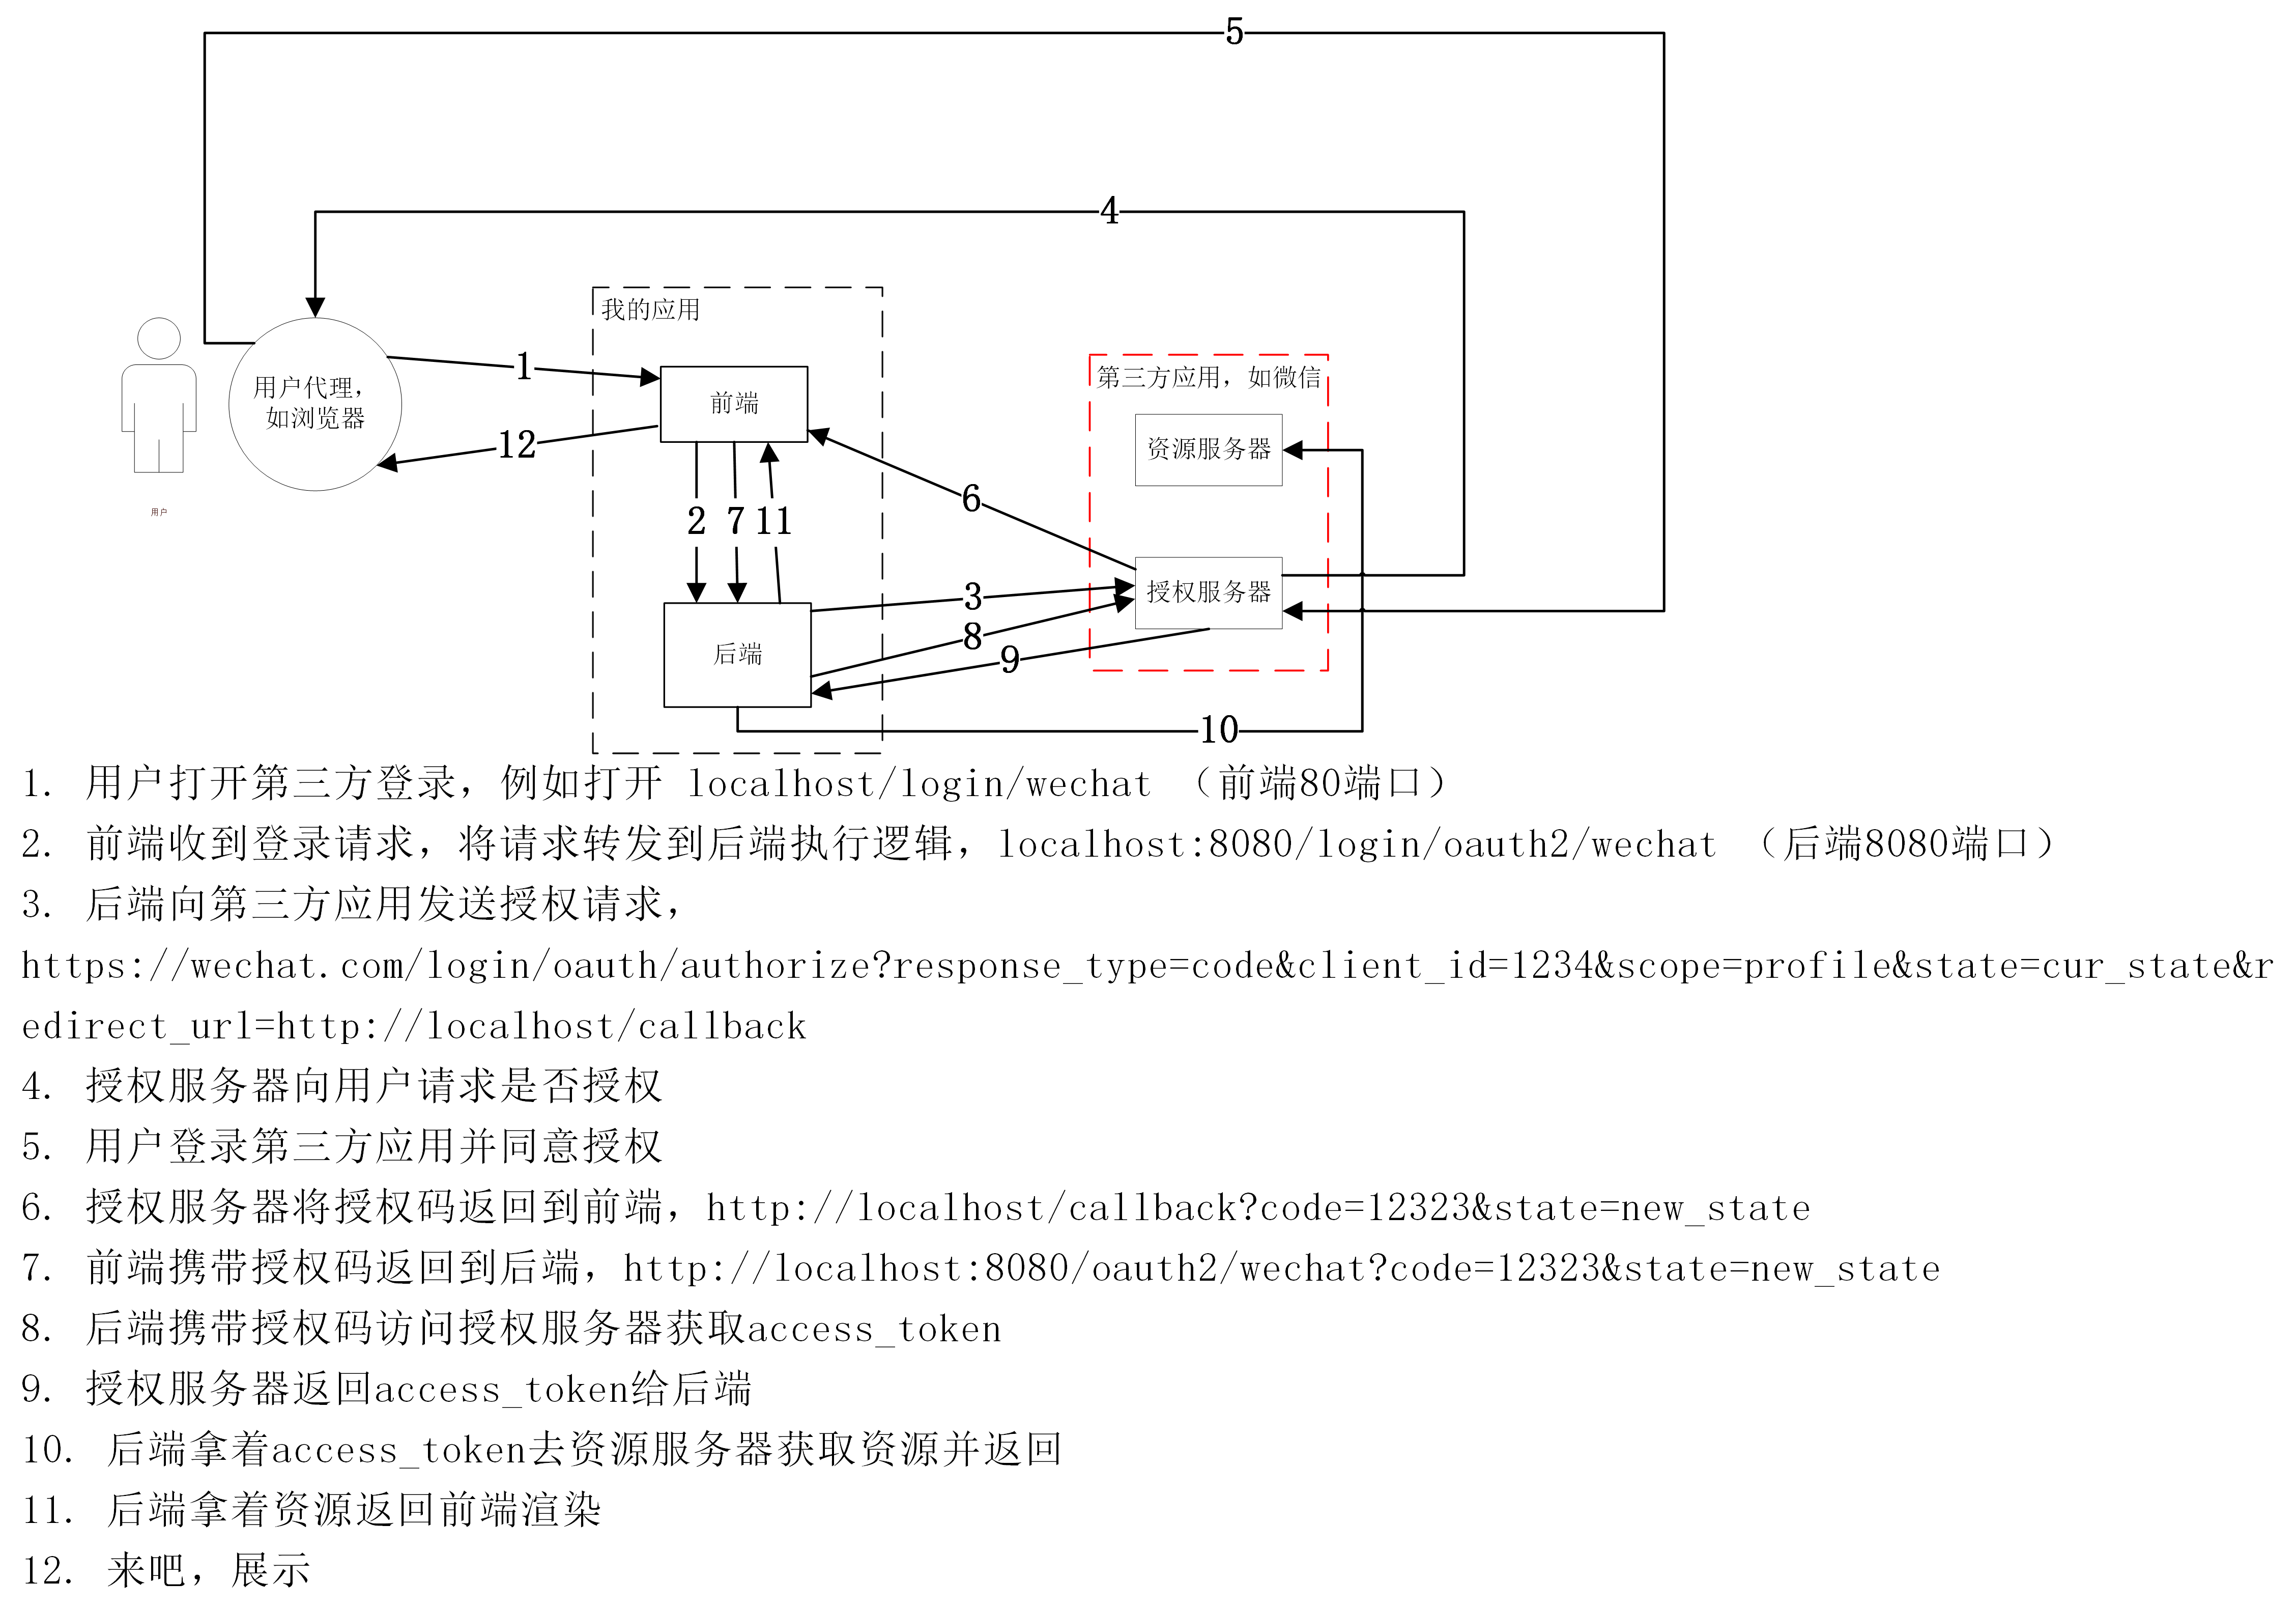 5
4
我的应用
1
前端
用户代理，
如浏览器
12
第三方应用，如微信
资源服务器
6
用户
2
7
11
3
授权服务器
8
后端
9
10
1. 用户打开第三方登录，例如打开 localhost/login/wechat （前端80端口）
2. 前端收到登录请求，将请求转发到后端执行逻辑，localhost:8080/login/oauth2/wechat （后端8080端口）
3. 后端向第三方应用发送授权请求，
https://wechat.com/login/oauth/authorize?response_type=code&client_id=1234&scope=profile&state=cur_state&r
edirect_url=http://localhost/callback
4. 授权服务器向用户请求是否授权
5. 用户登录第三方应用并同意授权
6. 授权服务器将授权码返回到前端，http://localhost/callback?code=12323&state=new_state
7. 前端携带授权码返回到后端，http://localhost:8080/oauth2/wechat?code=12323&state=new_state
8. 后端携带授权码访问授权服务器获取access_token
9. 授权服务器返回access_token给后端
10. 后端拿着access_token去资源服务器获取资源并返回
11. 后端拿着资源返回前端渲染
12. 来吧，展示